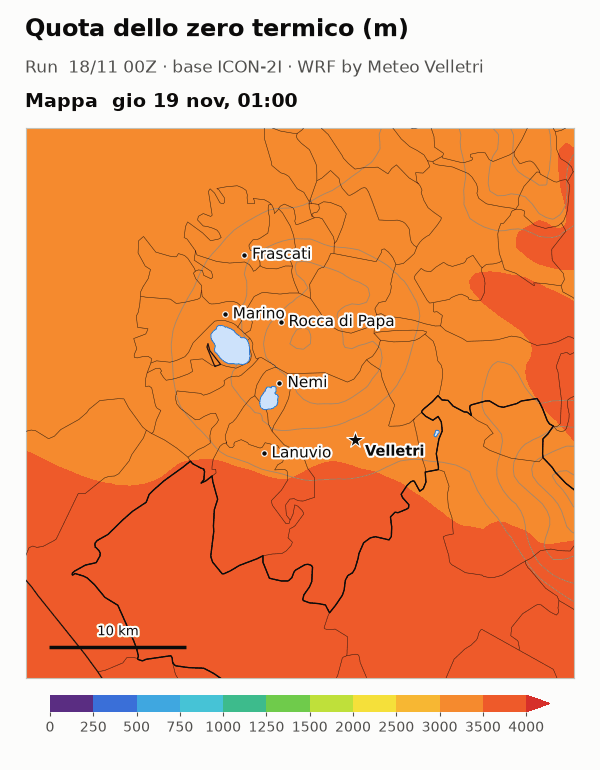 Quota dello zero termico (m)
Run  18/11 00Z · base ICON-2I · WRF by Meteo Velletri
Mappa  gio 19 nov, 01:00
Frascati
Marino
Rocca di Papa
Nemi
Velletri
Lanuvio
10 km
0 250 500 750 1000 1250 1500 2000 2500 3000 3500 4000